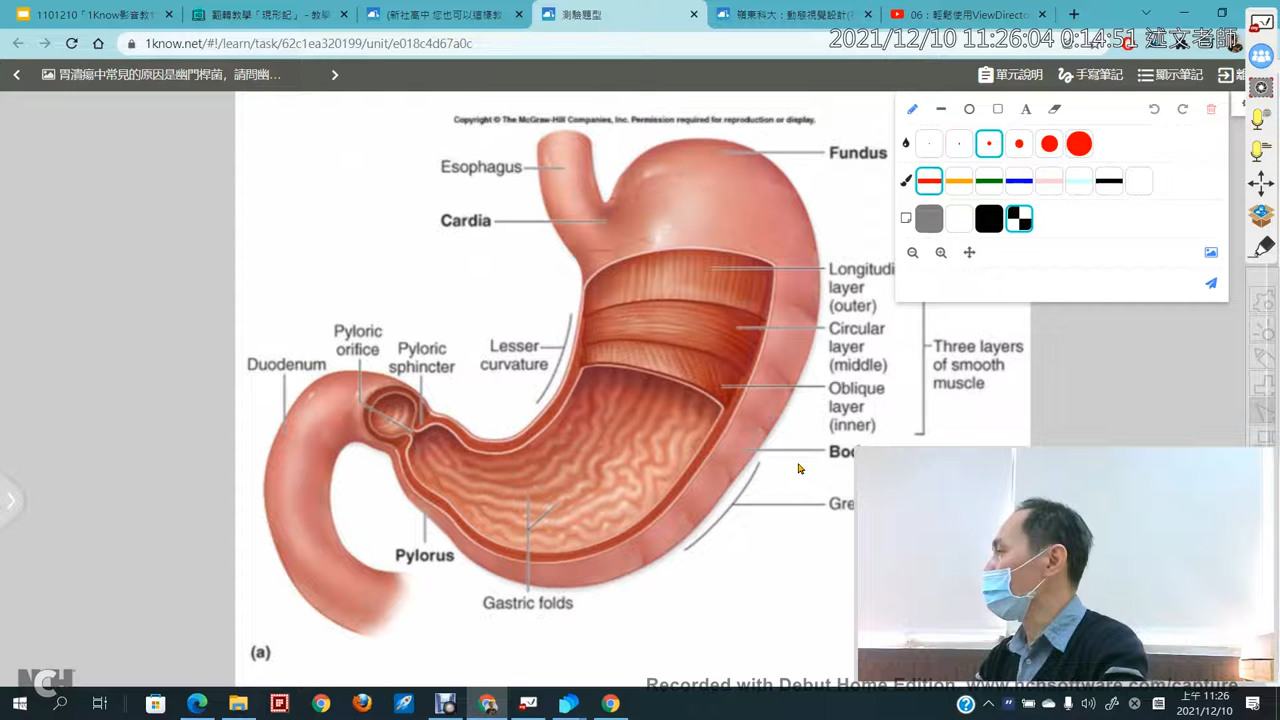 1101210「1Know影音教
翻轉教學「現形記」- 教學
(新社高中 您也可以這樣教
測驗題型
嶺東科大：動態視覺設計(
06：輕鬆使用ViewDirecto
1know.net/#!/learn/task/62c1ea320199/unit/e018c4d67a0c
2021/12/10 11:26:04 0:14:51 述文老師
胃潰瘍中常見的原因是幽門桿菌，請問幽...
單元說明
手寫筆記
顯示筆記
Copyright © The McGraw-Hill Companies, Inc. Permission required for reproduction or display.
A
Esophagus
Fundus
Cardia
Longitudi
layer
(outer)
Pyloric
orifice
Duodenum
Pyloric
sphincter
Lesser
curvature
Circular
layer
(middle)
Three layers
of smooth
muscle
Oblique
layer
(inner)
Boo
Gre
Pylorus
Gastric folds
(a)
NCH
Recorded with Debut Home Edition www.nchsoftware.com/capture
上午 11:26
2021/12/10